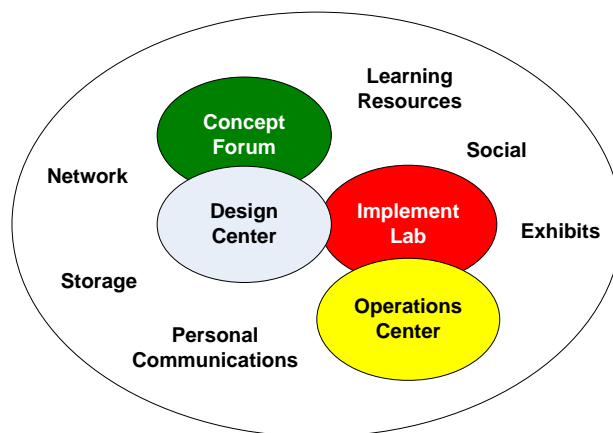 Learning
Resources
Concept
Forum
Social
Network
Design
Center
Implement
Lab
Exhibits
Storage
Operations
Center
Personal
Communications